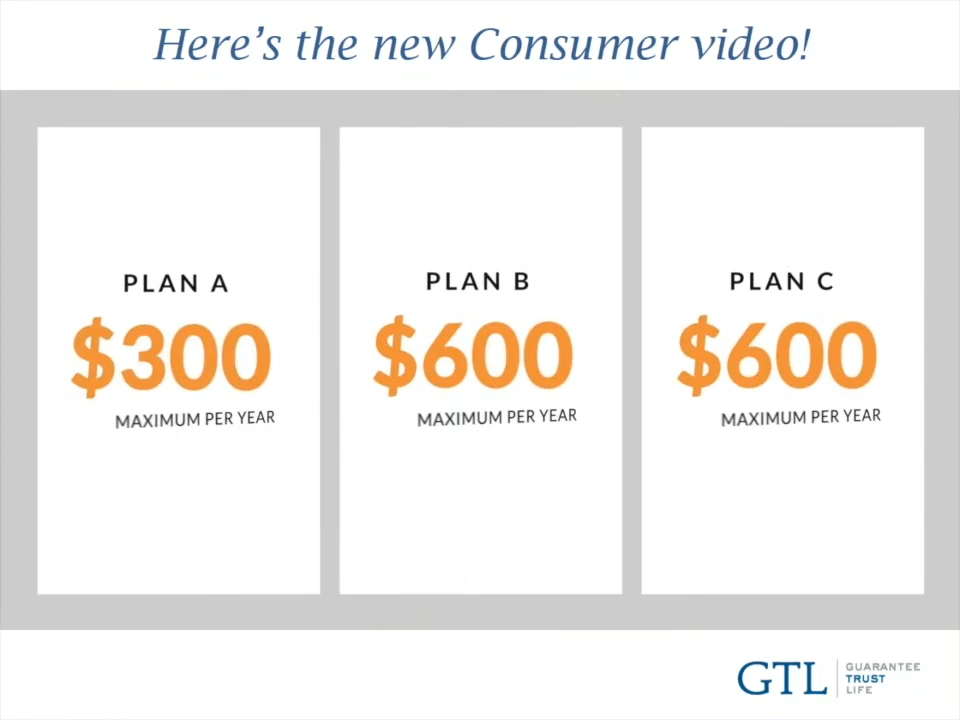 Here's the new Consumer video!
PLAN A
$300
MAXIMUM PER YEAR
PLAN B
$600
MAXIMUM PER YEAR
PLAN C
$600
MAXIMUM PER YEAR
GTL
GUARANTEE
TRUST
LIFE